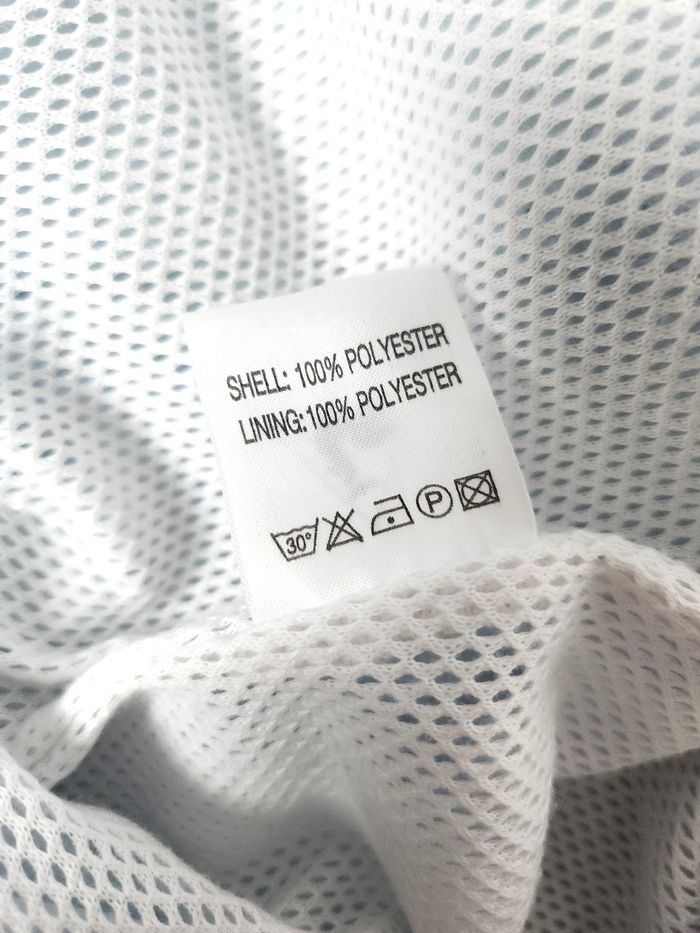 SHELL: 100% POLYESTER
LINING:100% POLYESTER
30° P